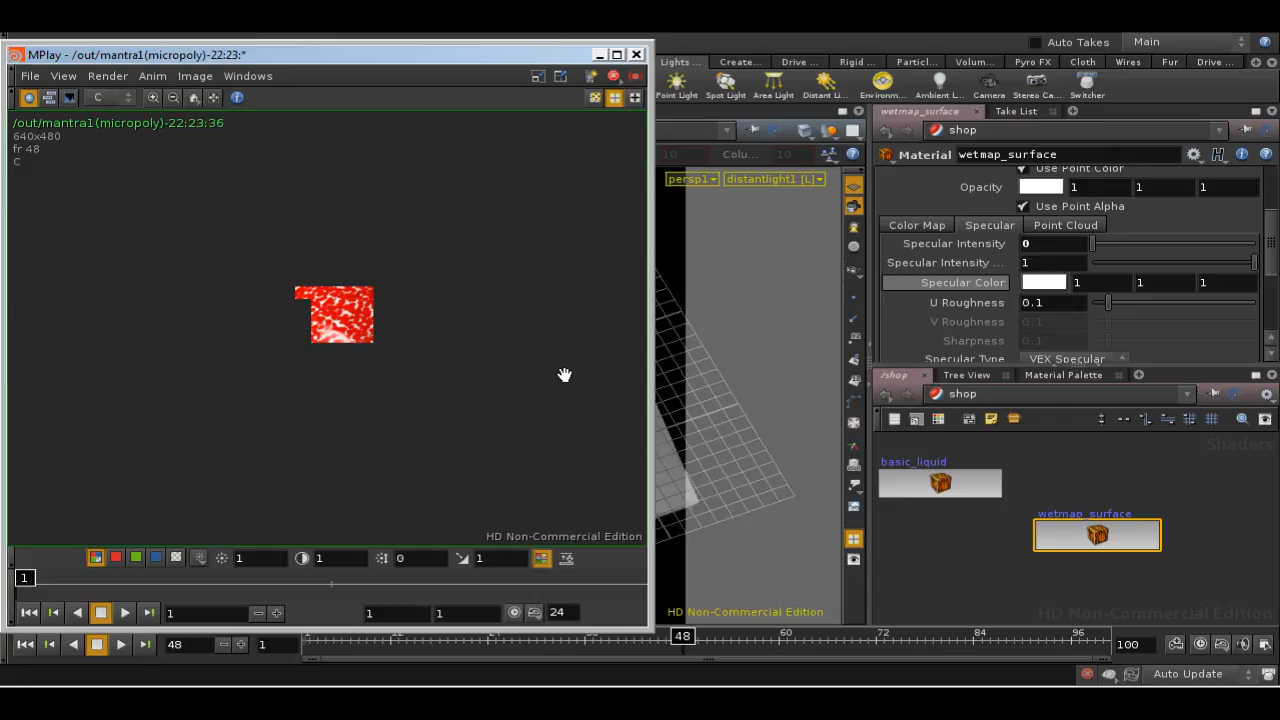 Auto Takes
Main
MPlay - /out/mantra1(micropoly)-22:23:*
File View Render Anim Image Windows
C
/out/mantra1(micropoly)-22:23:36
640x480
fr 48
C
HD Non-Commercial Edition
1 1 0 1
1
1 1 1 24
Lights ... Create... Drive ... Rigid ... Particl... Volum... Pyro FX Cloth Wires Fur Drive ...
Point Light Spot Light Area Light Distant Li... Environ... Ambient L... Camera Stereo Ca... Switcher
10 Colu... 10
persp1 distantlight1 [L]
HD Non-Commercial Edition
wetmap_surface Take List
shop
Material wetmap_surface
Use Point Color
Opacity 1 1 1
Use Point Alpha
Color Map Specular Point Cloud
Specular Intensity 0
Specular Intensity ... 1
Specular Color 1 1 1
U Roughness 0.1
V Roughness 0.1
Sharpness 0.1
Specular Type VEX Specular
/shop Tree View Material Palette
shop
Shaders
basic_liquid
wetmap_surface
HD Non-Commercial Edition
48 1 12 48 60 72 84 96 100
Auto Update